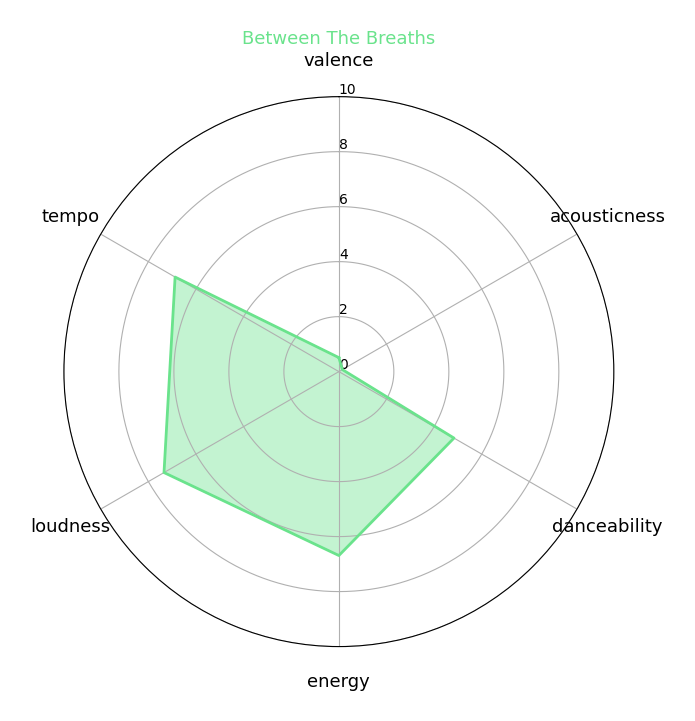 Between The Breaths
valence
10
8
6
4
2
0
tempo
acousticness
loudness
danceability
energy